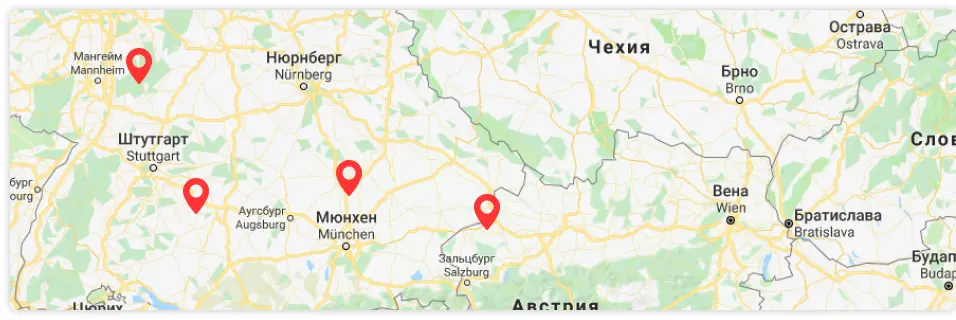 Острава
Ostrava
Чехия
Мангейм
Mannheim
Нюрнберг
Nürnberg
Брно
Brno
Штутгарт
Stuttgart
Слов
бург
ourg
Аугсбург
Augsburg
Мюнхен
München
Вена
Wien
Братислава
Bratislava
Зальцбург
Salzburg
Будап
Budap
Цюрих
Австрия